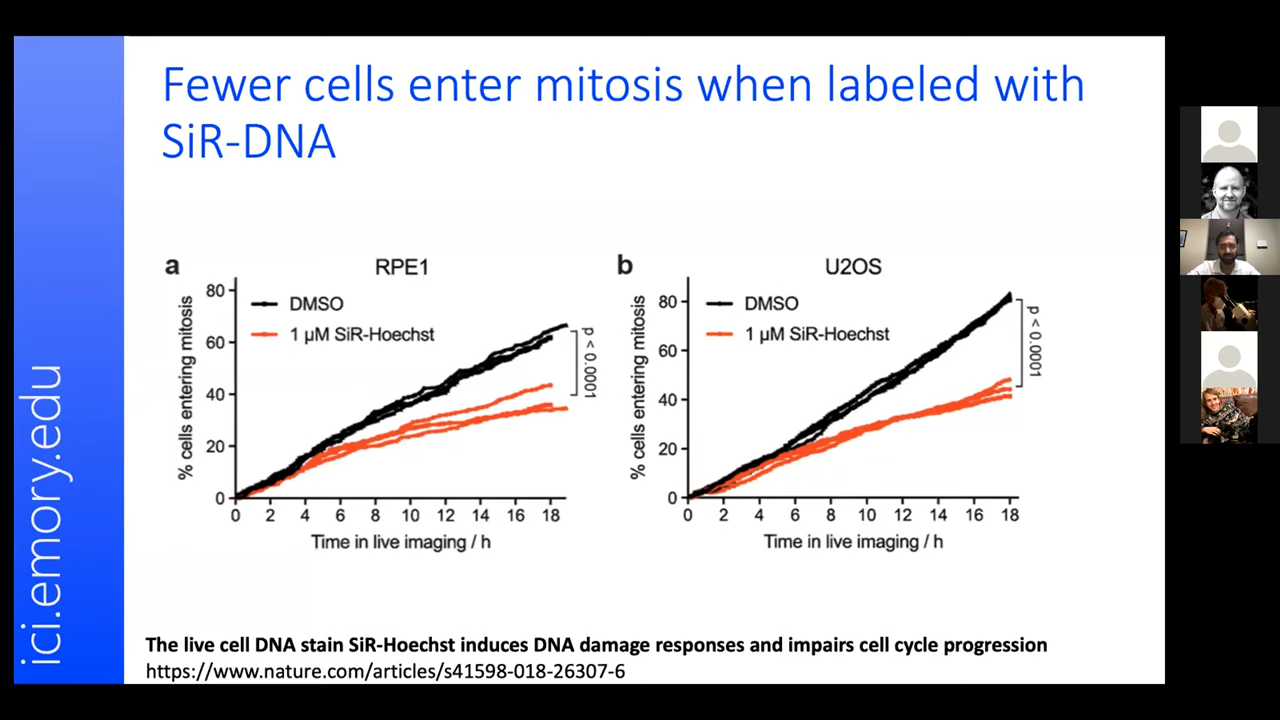 Fewer cells enter mitosis when labeled with
SiR-DNA
ici.emory.edu
a
RPE1
DMSO
1 µM SiR-Hoechst
% cells entering mitosis
80
60
40
20
0
0 2 4 6 8 10 12 14 16 18
Time in live imaging / h
p < 0.0001
b
U2OS
DMSO
1 µM SiR-Hoechst
% cells entering mitosis
80
60
40
20
0
0 2 4 6 8 10 12 14 16 18
Time in live imaging / h
p < 0.0001
The live cell DNA stain SiR-Hoechst induces DNA damage responses and impairs cell cycle progression
https://www.nature.com/articles/s41598-018-26307-6